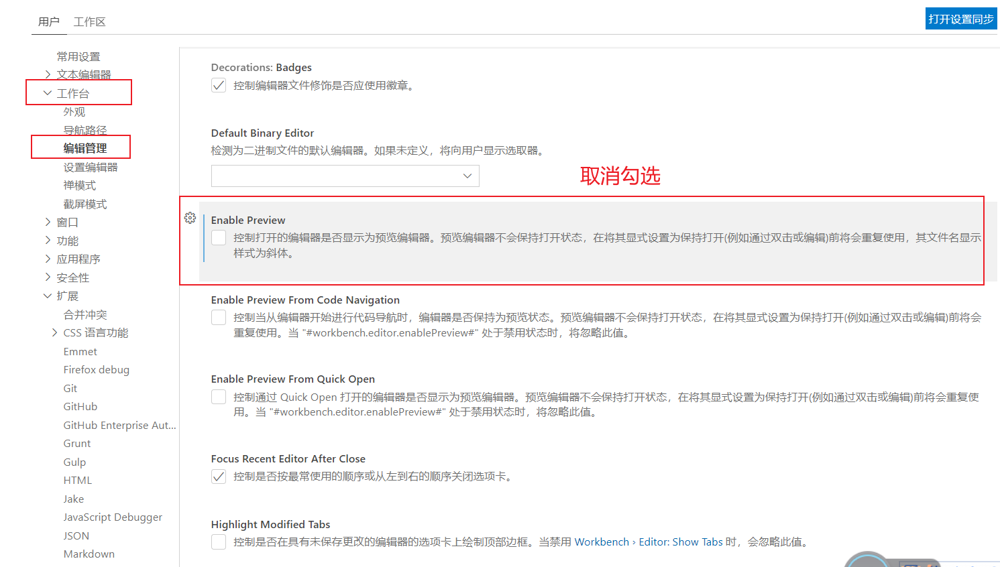 用户 工作区
打开设置同步
常用设置
文本编辑器
工作台
外观
导航路径
编辑管理
设置编辑器
禅模式
截屏模式
窗口
功能
应用程序
安全性
扩展
合并冲突
CSS 语言功能
Emmet
Firefox debug
Git
GitHub
GitHub Enterprise Aut...
Grunt
Gulp
HTML
Jake
JavaScript Debugger
JSON
Markdown
Decorations: Badges
控制编辑器文件修饰是否应使用徽章。
Default Binary Editor
检测为二进制文件的默认编辑器。如果未定义，将向用户显示选取器。
取消勾选
Enable Preview
控制打开的编辑器是否显示为预览编辑器。预览编辑器不会保持打开状态，在将其显式设置为保持打开(例如通过双击或编辑)前将会重复使用，其文件名显示
样式为斜体。
Enable Preview From Code Navigation
控制当从编辑器开始进行代码导航时，编辑器是否保持为预览状态。预览编辑器不会保持打开状态，在将其显式设置为保持打开(例如通过双击或编辑)前将会
重复使用。当 "#workbench.editor.enablePreview#" 处于禁用状态时，将忽略此值。
Enable Preview From Quick Open
控制通过 Quick Open 打开的编辑器是否显示为预览编辑器。预览编辑器不会保持打开状态，在将其显式设置为保持打开(例如通过双击或编辑)前将会重复使
用。当 "#workbench.editor.enablePreview#" 处于禁用状态时，将忽略此值。
Focus Recent Editor After Close
控制是否按最常使用的顺序或从左到右的顺序关闭选项卡。
Highlight Modified Tabs
控制是否在具有未保存更改的编辑器的选项卡上绘制顶部边框。当禁用 Workbench › Editor: Show Tabs 时，会忽略此值。